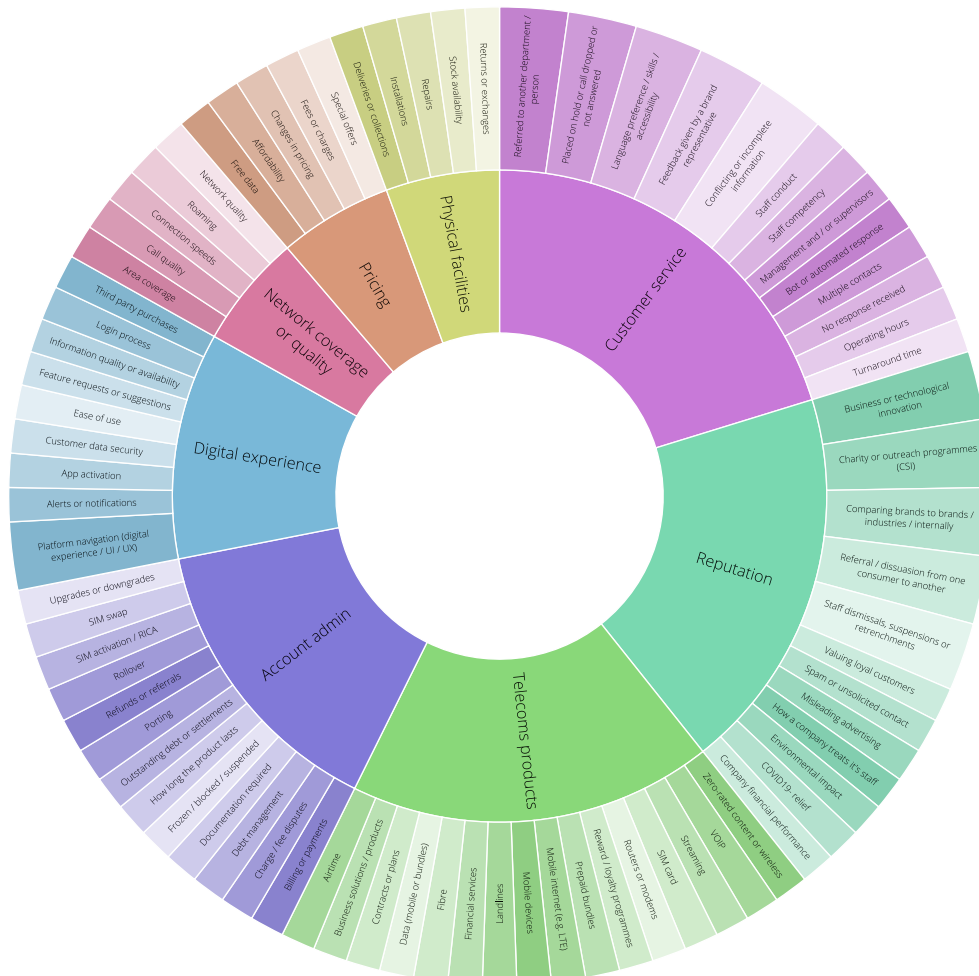 Customer service
Referred to another department /
person
Placed on hold or call dropped or
not answered
Language preference / skills /
accessibility
Feedback given by a brand
representative
Conflicting or incomplete
information
Staff conduct
Staff competency
Management and / or supervisors
Bot or automated response
Multiple contacts
No response received
Operating hours
Turnaround time
Reputation
Business or technological
innovation
Charity or outreach programmes
(CSI)
Comparing brands to brands /
industries / internally
Referral / dissuasion from one
consumer to another
Staff dismissals, suspensions or
retrenchments
Valuing loyal customers
Spam or unsolicited contact
Misleading advertising
How a company treats it's staff
Environmental impact
COVID19- relief
Company financial performance
Telecoms products
Zero-rated content or wireless
VOIP
Streaming
SIM card
Routers or modems
Reward / loyalty programmes
Prepaid bundles
Mobile internet (e.g. LTE)
Mobile devices
Landlines
Financial services
Fibre
Data (mobile or bundles)
Contracts or plans
Business solutions / products
Airtime
Account admin
Billing or payments
Charge / fee disputes
Debt management
Documentation required
Frozen / blocked / suspended
How long the product lasts
Outstanding debt or settlements
Porting
Refunds or referrals
Rollover
SIM activation / RICA
SIM swap
Upgrades or downgrades
Digital experience
Platform navigation (digital
experience / UI / UX)
Alerts or notifications
App activation
Customer data security
Ease of use
Feature requests or suggestions
Information quality or availability
Login process
Third party purchases
Network coverage
or quality
Area coverage
Call quality
Connection speeds
Roaming
Network quality
Pricing
Free data
Affordability
Changes in pricing
Fees or charges
Special offers
Physical facilities
Deliveries or collections
Installations
Repairs
Stock availability
Returns or exchanges